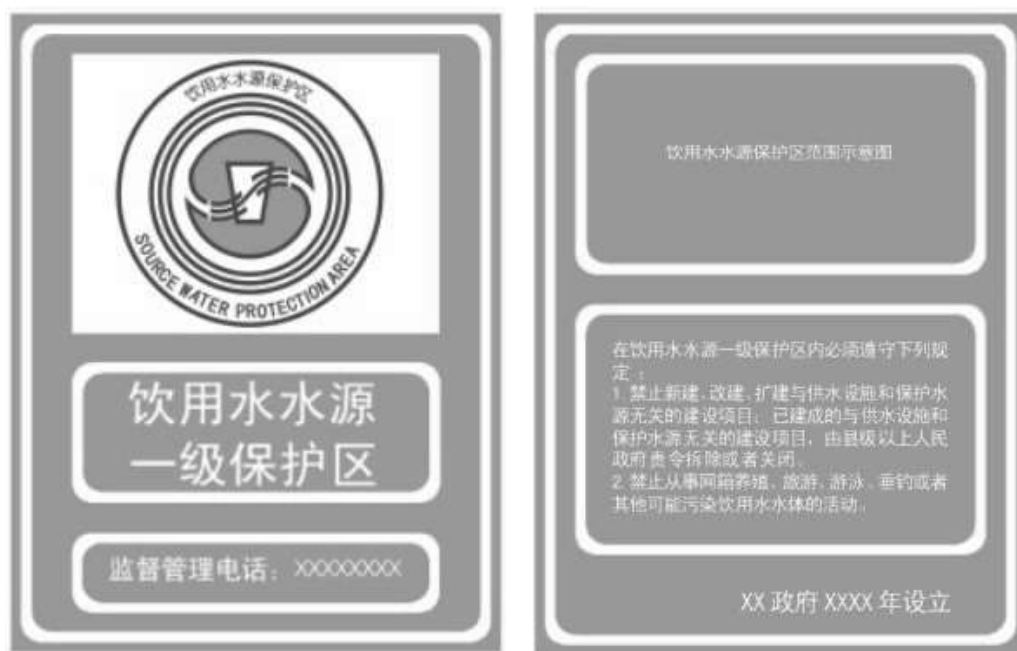 饮用水水源保护区
SOURCE WATER PROTECTION AREA
饮用水水源
一级保护区
监督管理电话：XXXXXXXX
饮用水水源保护区范围示意图
在饮用水水源一级保护区内必须遵守下列规
定：
1. 禁止新建、改建、扩建与供水设施和保护水
源无关的建设项目；已建成的与供水设施和
保护水源无关的建设项目，由县级以上人民
政府责令拆除或者关闭。
2. 禁止从事网箱养殖、旅游、游泳、垂钓或者
其他可能污染饮用水水体的活动。
XX 政府 XXXX 年设立